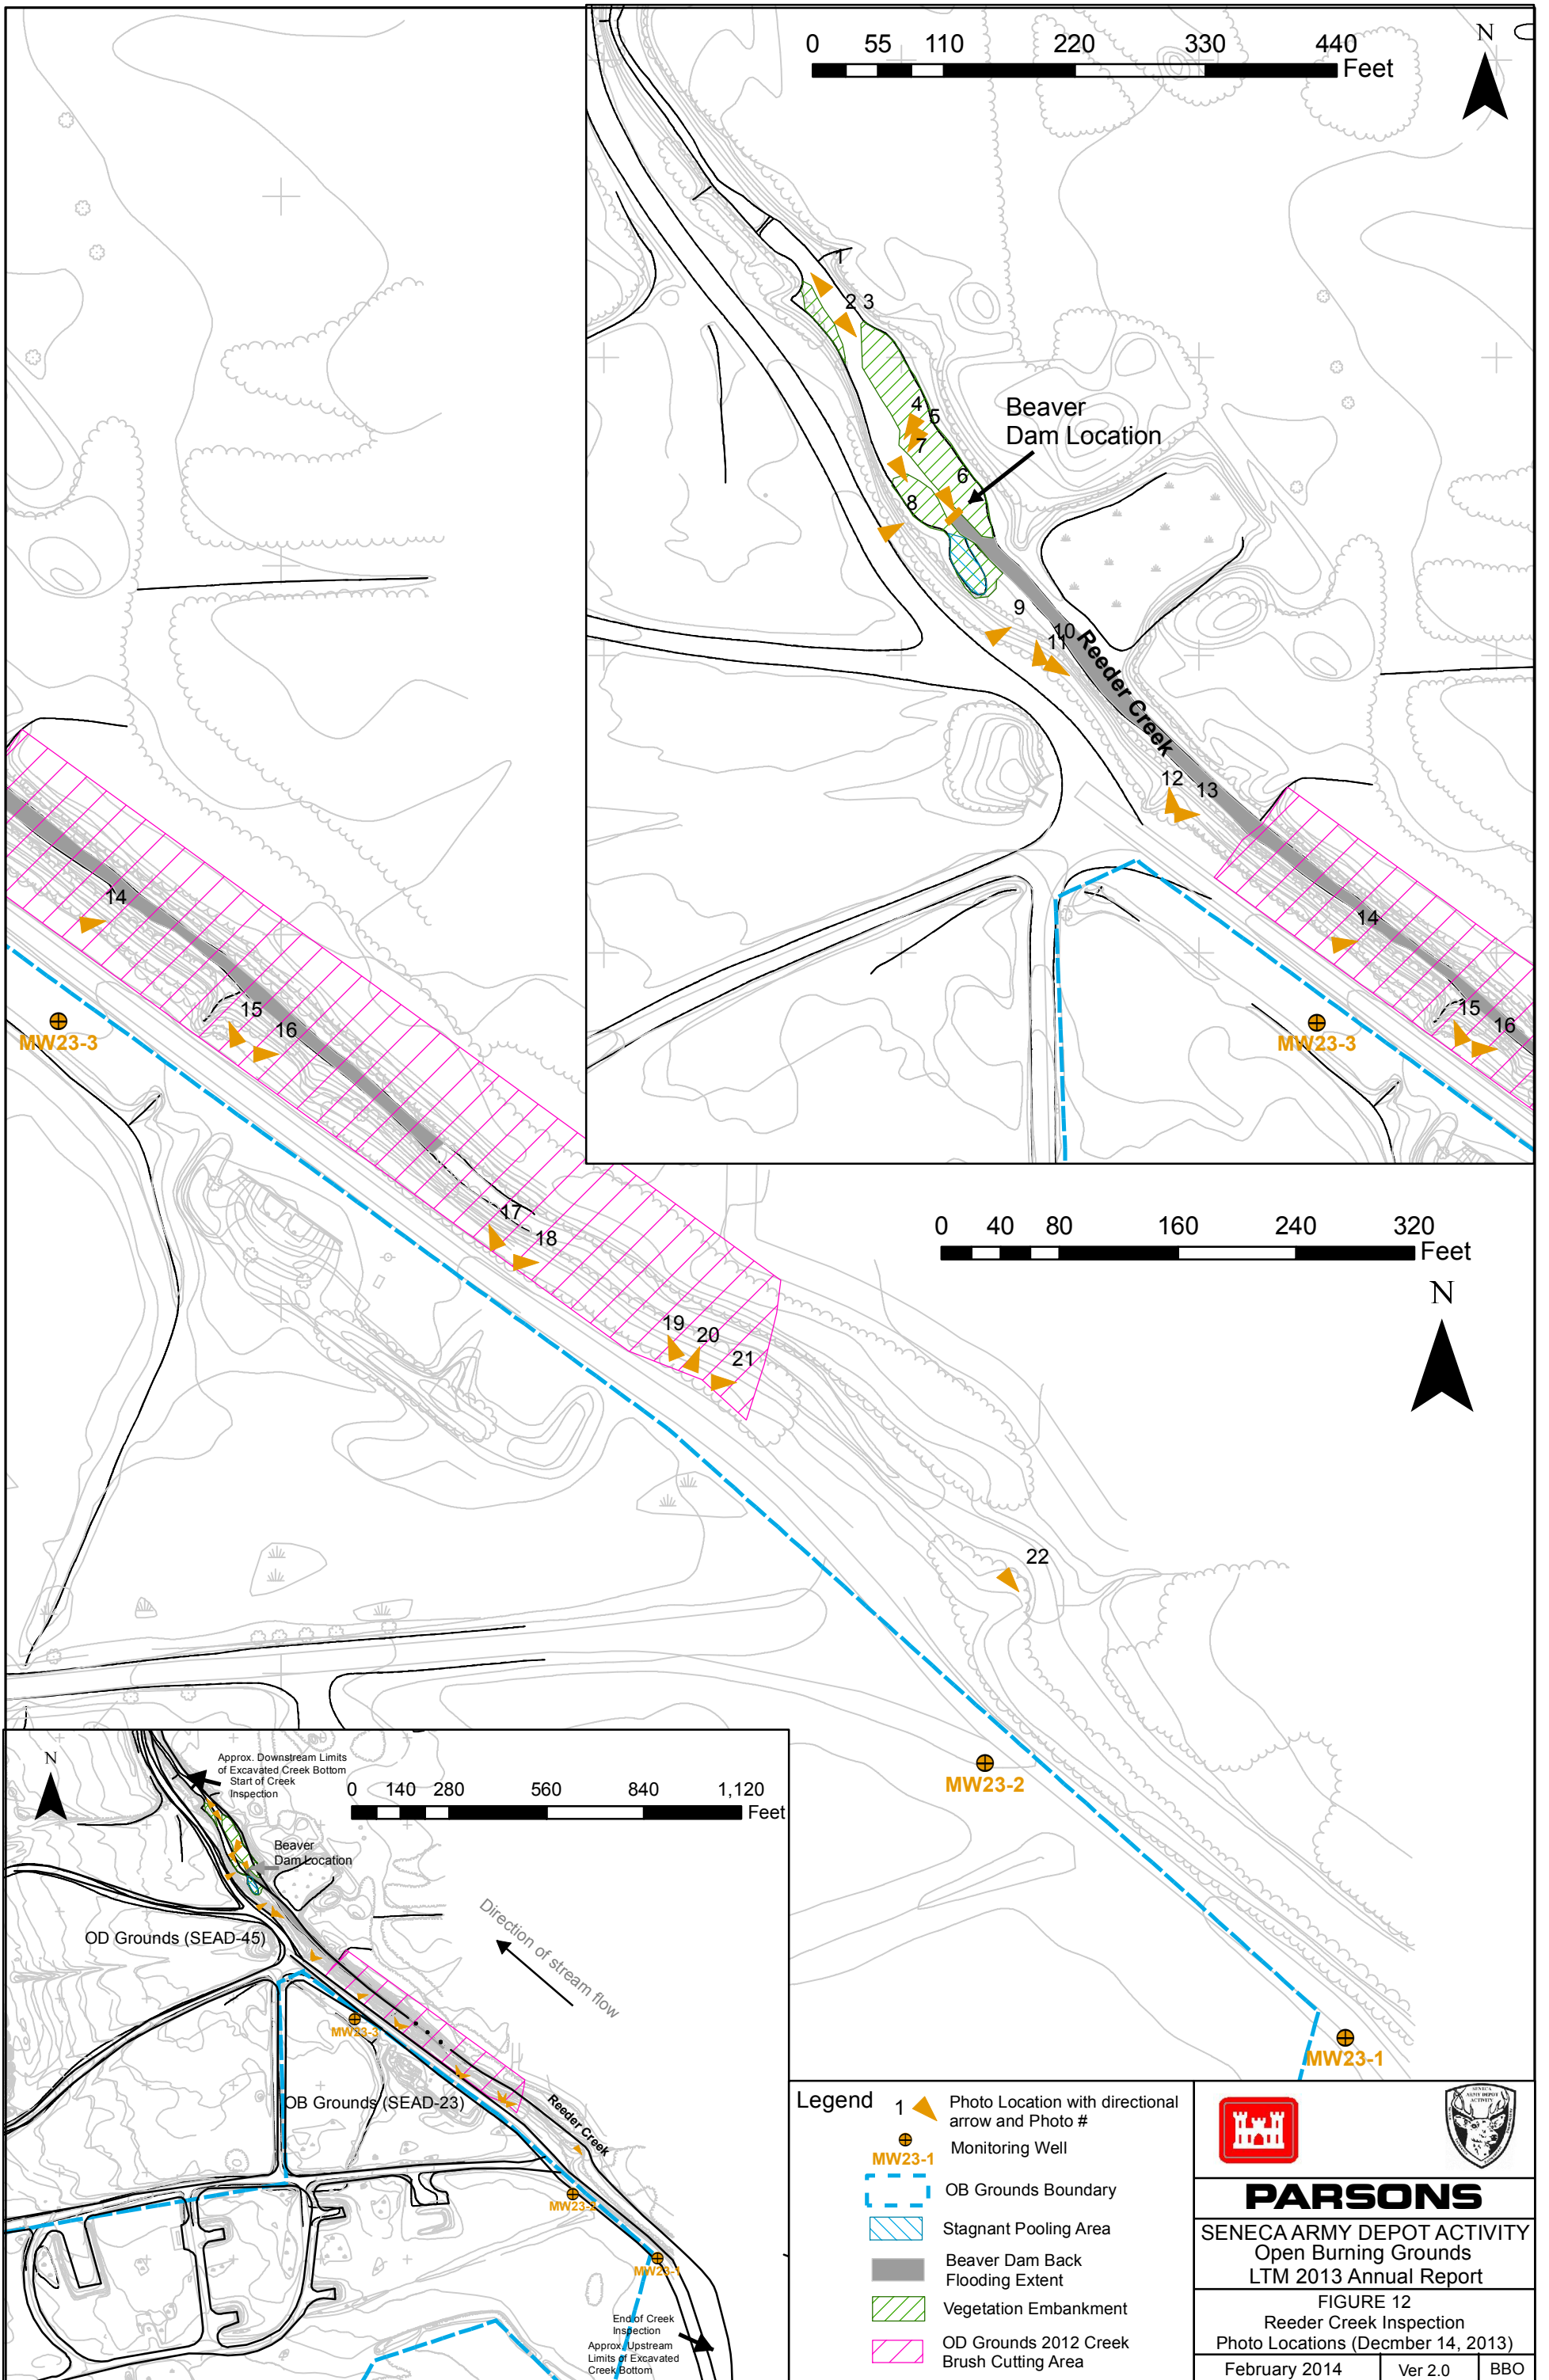 0 55 110 220 330 440
Feet
N
1
2 3
4
5
7
6
8
Beaver
Dam Location
9
10
11
Reeder Creek
12
13
14
15
16
MW23-3
14
15
16
MW23-3
17
18
19
20
21
22
0 40 80 160 240 320
Feet
N
MW23-2
MW23-1
N
Approx. Downstream Limits
of Excavated Creek Bottom
Start of Creek
Inspection
0 140 280 560 840 1,120
Feet
Beaver
Dam Location
Direction of stream flow
OD Grounds (SEAD-45)
MW23-3
OB Grounds (SEAD-23)
Reeder Creek
MW23-2
MW23-1
End of Creek
Inspection
Approx. Upstream
Limits of Excavated
Creek Bottom
Legend
1
Photo Location with directional
arrow and Photo #
MW23-1
Monitoring Well
OB Grounds Boundary
Stagnant Pooling Area
Beaver Dam Back
Flooding Extent
Vegetation Embankment
OD Grounds 2012 Creek
Brush Cutting Area
SENECA
ARMY DEPOT
ACTIVITY
PARSONS
SENECA ARMY DEPOT ACTIVITY
Open Burning Grounds
LTM 2013 Annual Report
FIGURE 12
Reeder Creek Inspection
Photo Locations (Decmber 14, 2013)
February 2014
Ver 2.0
BBO